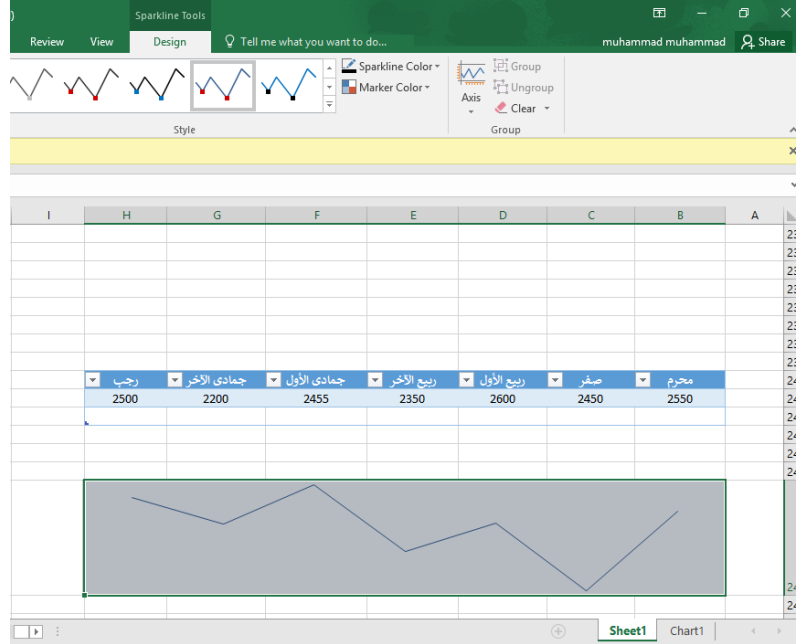 )
Sparkline Tools
Review View Design Tell me what you want to do... muhammad muhammad Share
Sparkline Color
Marker Color
Axis
Group
Ungroup
Clear
Style Group
I H G F E D C B A
محرم صفر ربيع الأول ربيع الآخر جمادى الأول جمادى الآخر رجب
2550 2450 2600 2350 2455 2200 2500
Sheet1 Chart1